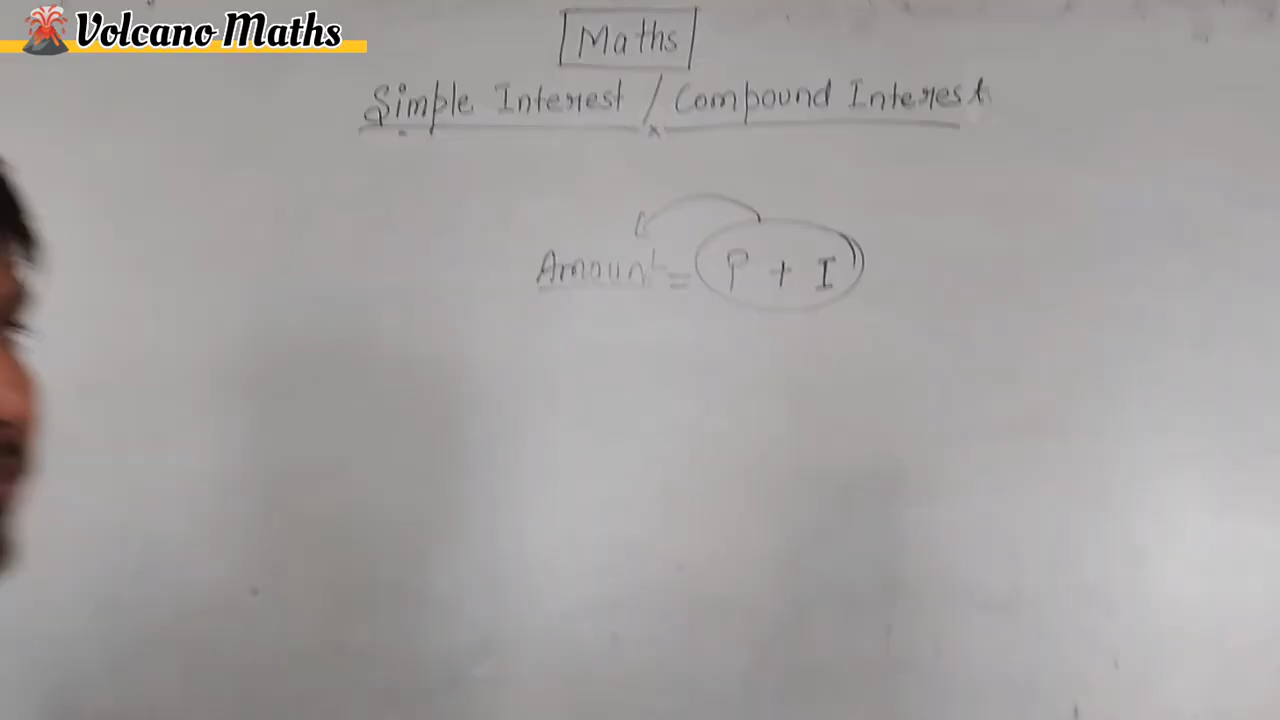 Volcano Maths
Maths
Simple Interest / Compound Interest
Amount = P + I